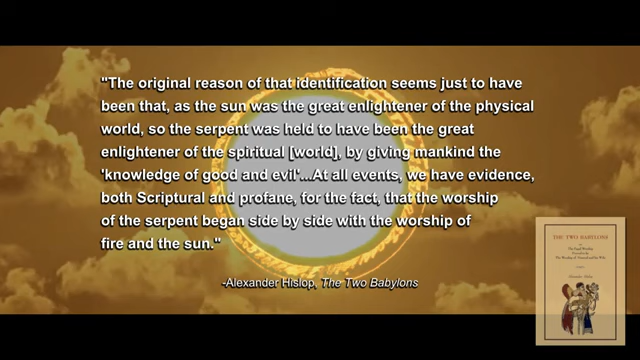 "The original reason of that identification seems just to have
been that, as the sun was the great enlightener of the physical
world, so the serpent was held to have been the great
enlightener of the spiritual [world], by giving mankind the
'knowledge of good and evil'...At all events, we have evidence,
both Scriptural and profane, for the fact, that the worship
of the serpent began side by side with the worship of
fire and the sun."
-Alexander Hislop, The Two Babylons
THE TWO BABYLONS